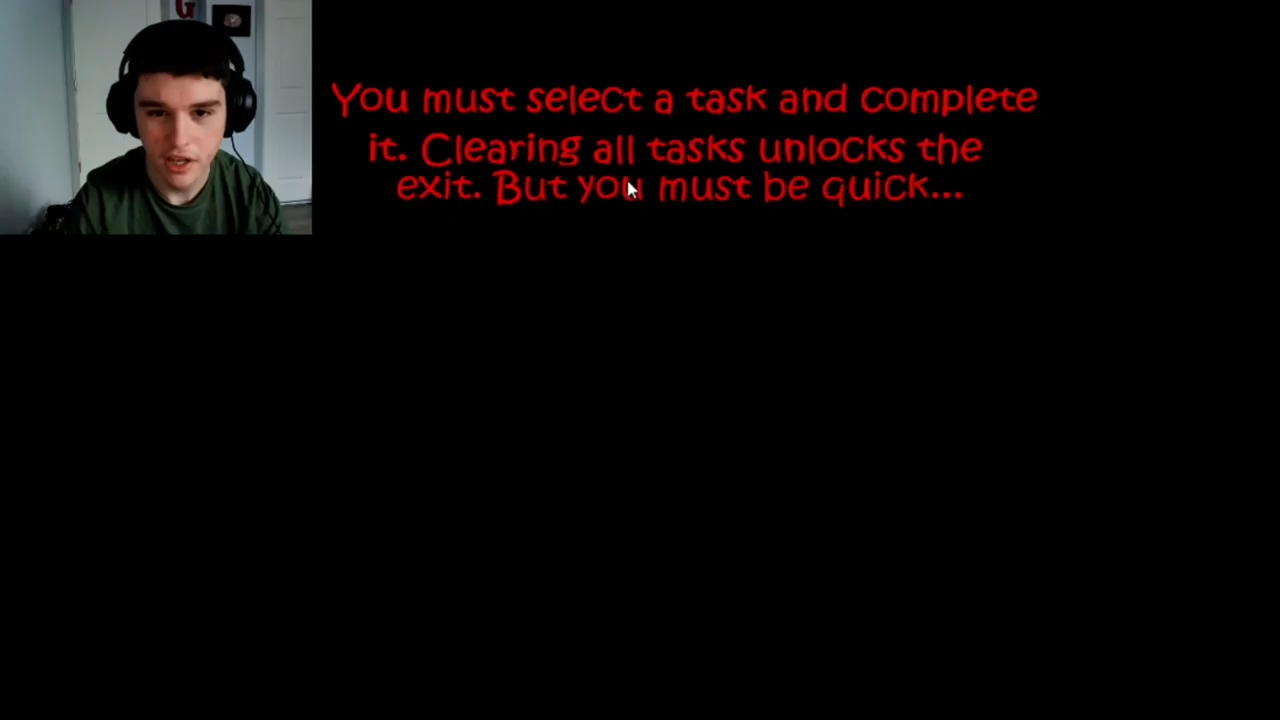 You must select a task and complete
it. Clearing all tasks unlocks the
exit. But you must be quick...
G